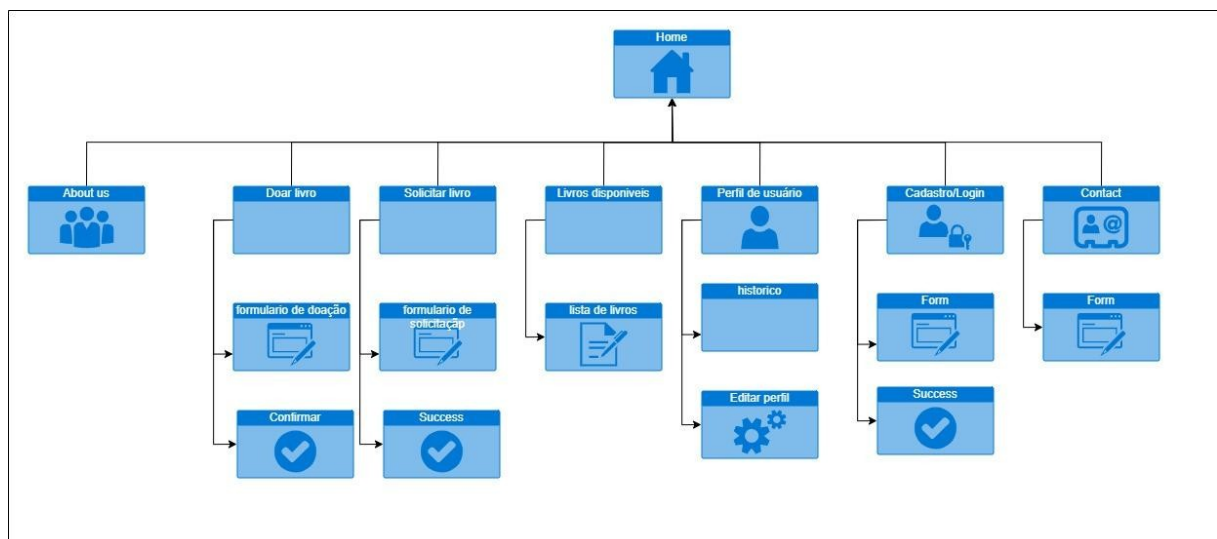 Home
About us
Doar livro
Solicitar livro
Livros disponiveis
Perfil de usuário
Cadastro/Login
Contact
@
formulario de doação
formulario de
solicitaçãp
lista de livros
historico
Form
Form
Confirmar
Success
Editar perfil
Success